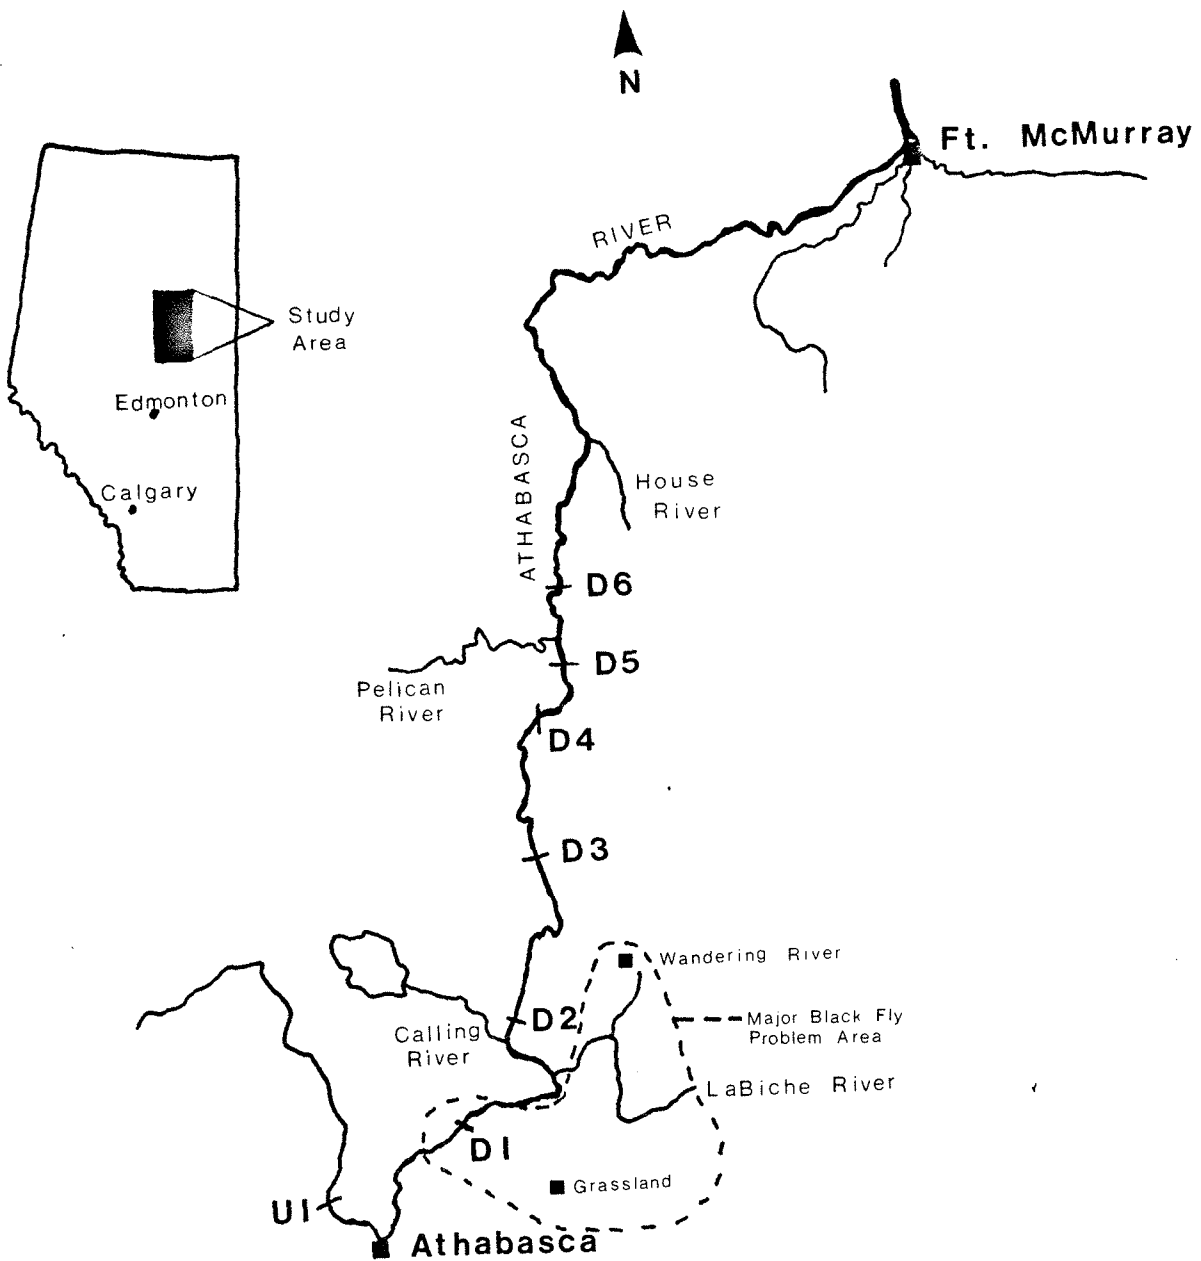 N
Ft. McMurray
RIVER
Study
Area
Edmonton
ATHABASCA
House
River
Calgary
D6
D5
Pelican
River
D4
D3
Wandering River
D2
Major Black Fly
Problem Area
Calling
River
LaBiche River
D1
Grassland
U1
Athabasca